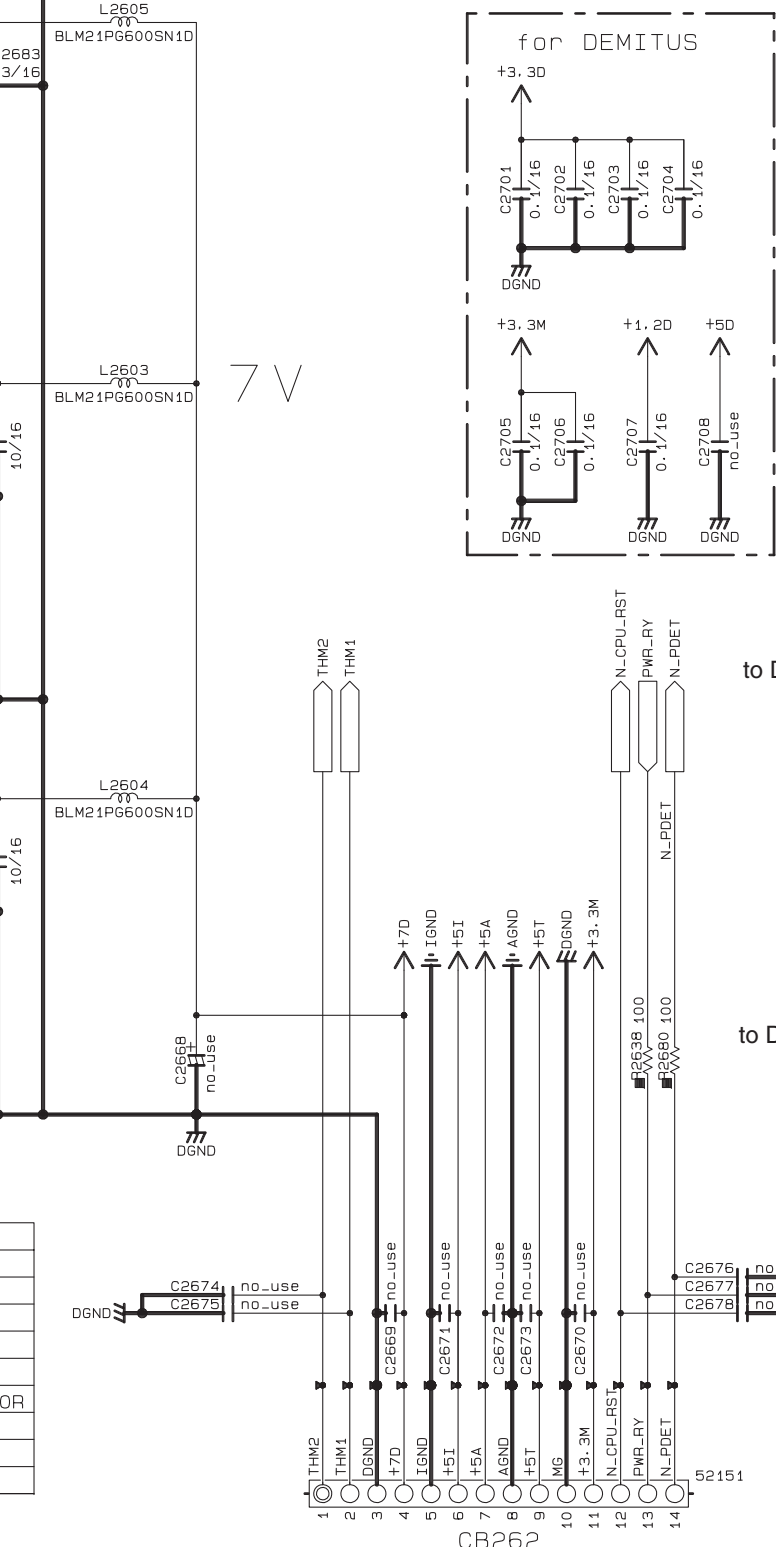 L2605
BLM21PG600SN1D
2683
3/16
for DEMITUS
+3.3D
C2701
0.1/16
C2702
0.1/16
C2703
0.1/16
C2704
0.1/16
DGND
+3.3M
+1.2D
+5D
C2705
0.1/16
C2706
0.1/16
C2707
0.1/16
C2708
no_use
DGND
DGND
DGND
L2603
BLM21PG600SN1D
7V
10/16
THM2
THM1
N_CPU_RST
PWR_RY
N_PDET
to D
L2604
BLM21PG600SN1D
10/16
N_PDET
+7D
IGND
+5I
+5A
AGND
+5T
DGND
+3.3M
R2638 100
R2680 100
to D
C2668
+
no_use
DGND
C2674
no_use
C2675
no_use
DGND
C2669
no_use
C2671
no_use
C2672
no_use
C2673
no_use
C2670
no_use
C2676
no
C2677
no
C2678
no
OR
THM2
THM1
DGND
+7D
IGND
+5I
+5A
AGND
+5T
MG
+3.3M
N_CPU_RST
PWR_RY
N_PDET
52151
1
2
3
4
5
6
7
8
9
10
11
12
13
14
CB262